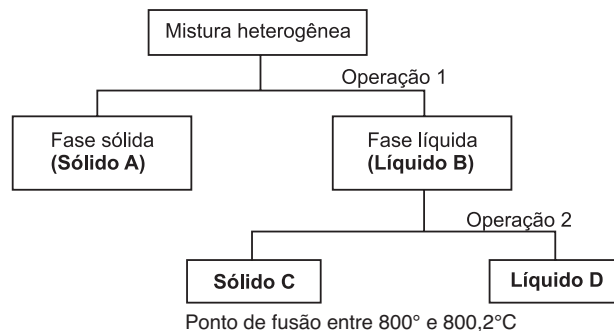 Mistura heterogênea
Operação 1
Fase sólida
(Sólido A)
Fase líquida
(Líquido B)
Operação 2
Sólido C
Líquido D
Ponto de fusão entre 800° e 800,2°C